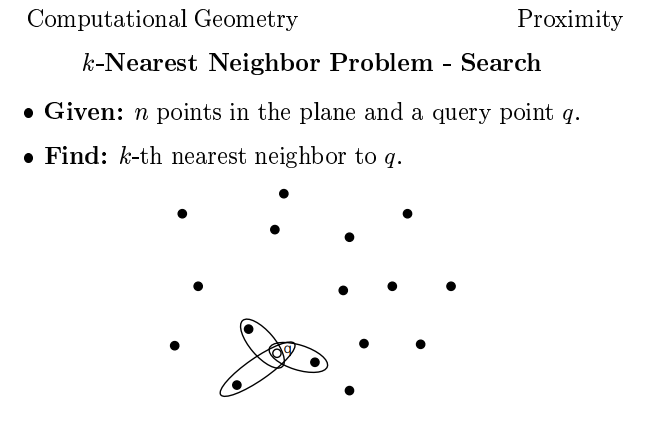 Computational Geometry Proximity
k-Nearest Neighbor Problem - Search
• Given: n points in the plane and a query point q.
• Find: k-th nearest neighbor to q.
q